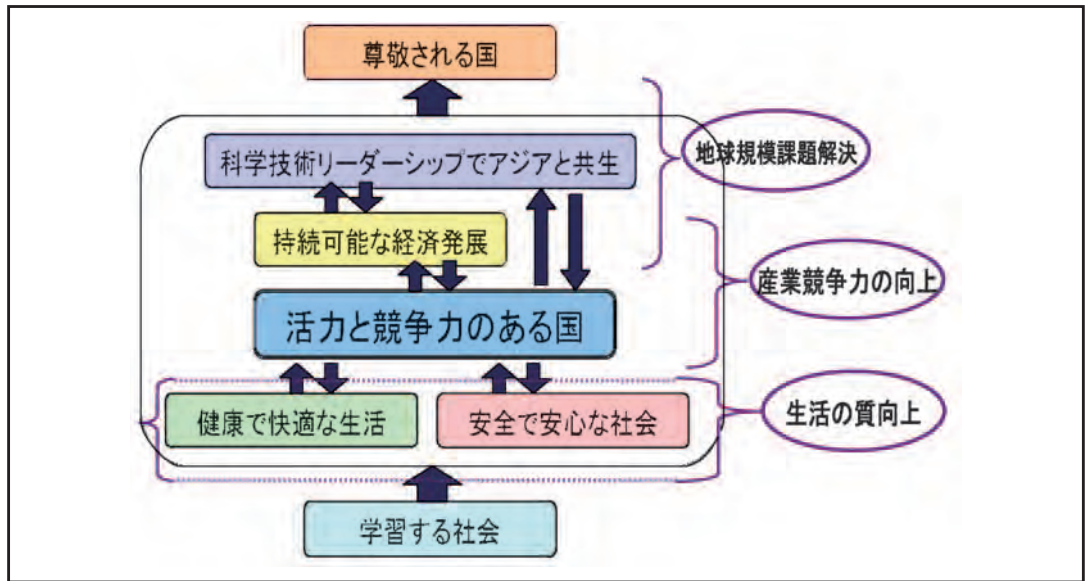 尊敬される国
科学技術リーダーシップでアジアと共生
地球規模課題解決
持続可能な経済発展
産業競争力の向上
活力と競争力のある国
健康で快適な生活
安全で安心な社会
生活の質向上
学習する社会